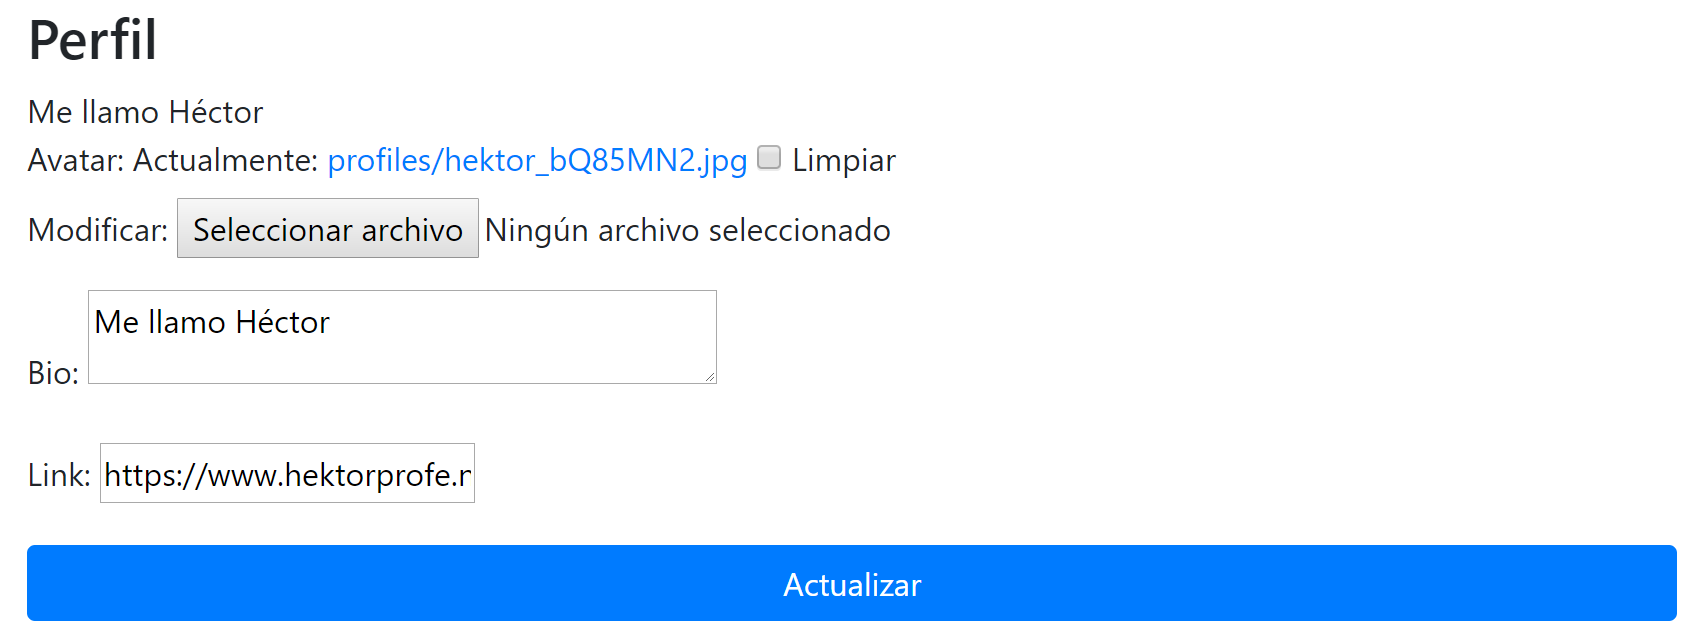 Perfil
Me llamo Héctor
Avatar: Actualmente: profiles/hektor_bQ85MN2.jpg Limpiar
Modificar: Seleccionar archivo Ningún archivo seleccionado
Me llamo Héctor
Bio:
Link: https://www.hektorprofe.r
Actualizar